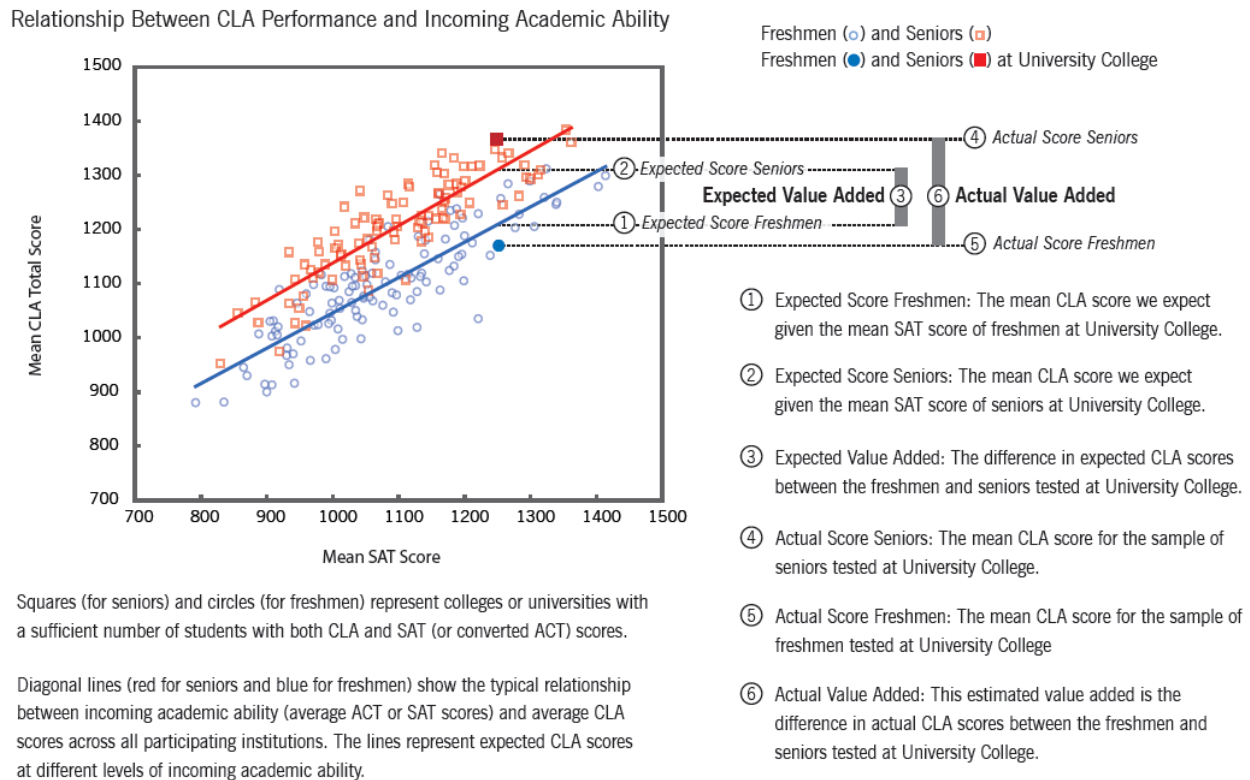 Relationship Between CLA Performance and Incoming Academic Ability
Freshmen (○) and Seniors (□)
Freshmen (●) and Seniors (■) at University College
1500
1400
1300
1200
1100
1000
900
800
700
Mean CLA Total Score
700
800
900
1000
1100
1200
1300
1400
1500
Mean SAT Score
④ Actual Score Seniors
② Expected Score Seniors
Expected Value Added ③
⑥ Actual Value Added
① Expected Score Freshmen
⑤ Actual Score Freshmen
① Expected Score Freshmen: The mean CLA score we expect
given the mean SAT score of freshmen at University College.
② Expected Score Seniors: The mean CLA score we expect
given the mean SAT score of seniors at University College.
③ Expected Value Added: The difference in expected CLA scores
between the freshmen and seniors tested at University College.
④ Actual Score Seniors: The mean CLA score for the sample of
seniors tested at University College.
⑤ Actual Score Freshmen: The mean CLA score for the sample of
freshmen tested at University College
⑥ Actual Value Added: This estimated value added is the
difference in actual CLA scores between the freshmen and
seniors tested at University College.
Squares (for seniors) and circles (for freshmen) represent colleges or universities with
a sufficient number of students with both CLA and SAT (or converted ACT) scores.
Diagonal lines (red for seniors and blue for freshmen) show the typical relationship
between incoming academic ability (average ACT or SAT scores) and average CLA
scores across all participating institutions. The lines represent expected CLA scores
at different levels of incoming academic ability.